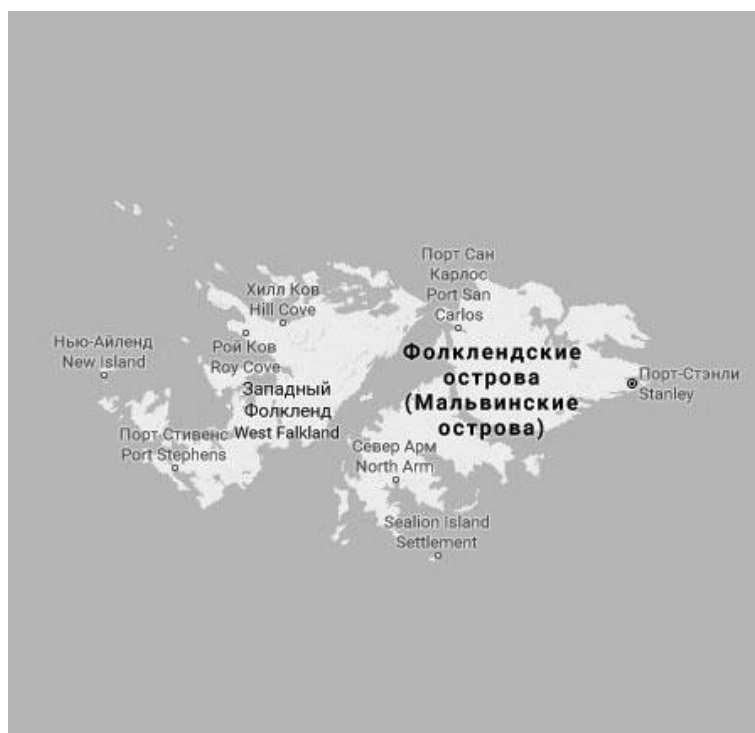 Порт Сан
Карлос
Port San
Carlos
Хилл Ков
Hill Cove
Нью-Айленд
New Island
Рой Ков
Roy Cove
Фолклендские
острова
(Мальвинские
острова)
Порт-Стэнли
Stanley
Западный
Фолкленд
West Falkland
Порт Стивенс
Port Stephens
Север Арм
North Arm
Sealion Island
Settlement